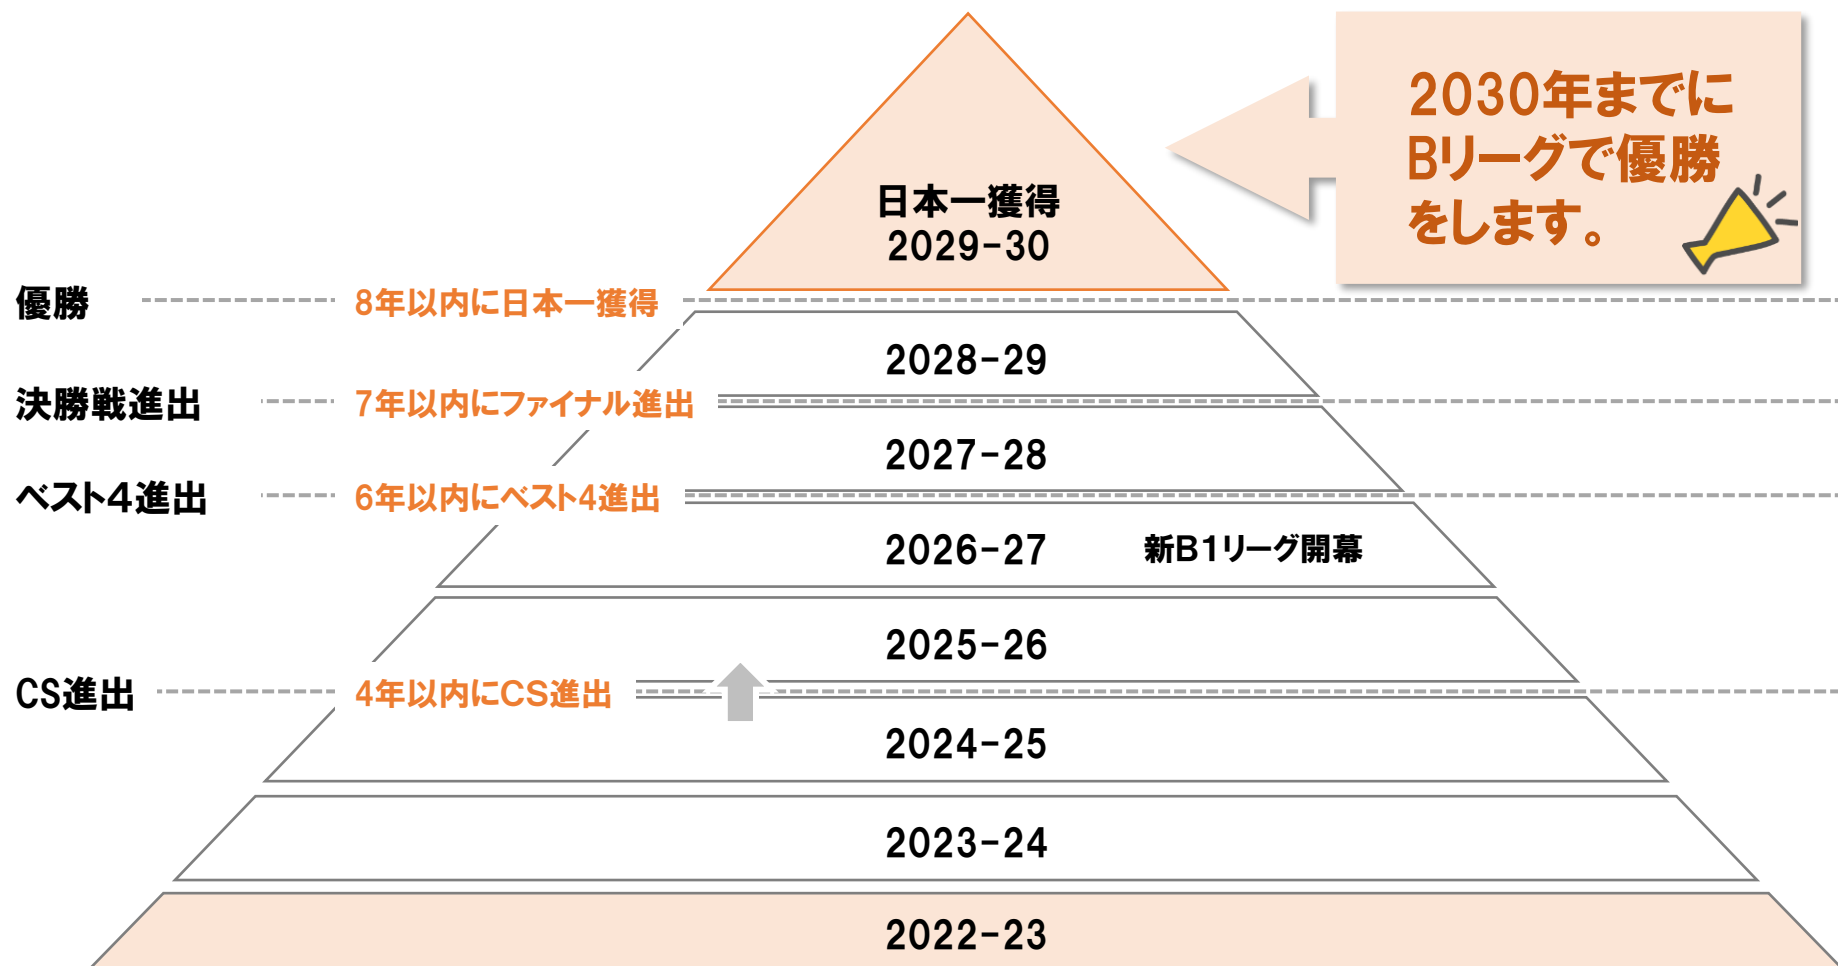 2030年までに
Bリーグで優勝
をします。
日本一獲得
2029-30
優勝
8年以内に日本一獲得
2028-29
決勝戦進出
7年以内にファイナル進出
2027-28
ベスト4進出
6年以内にベスト4進出
2026-27
新B1リーグ開幕
2025-26
CS進出
4年以内にCS進出
2024-25
2023-24
2022-23